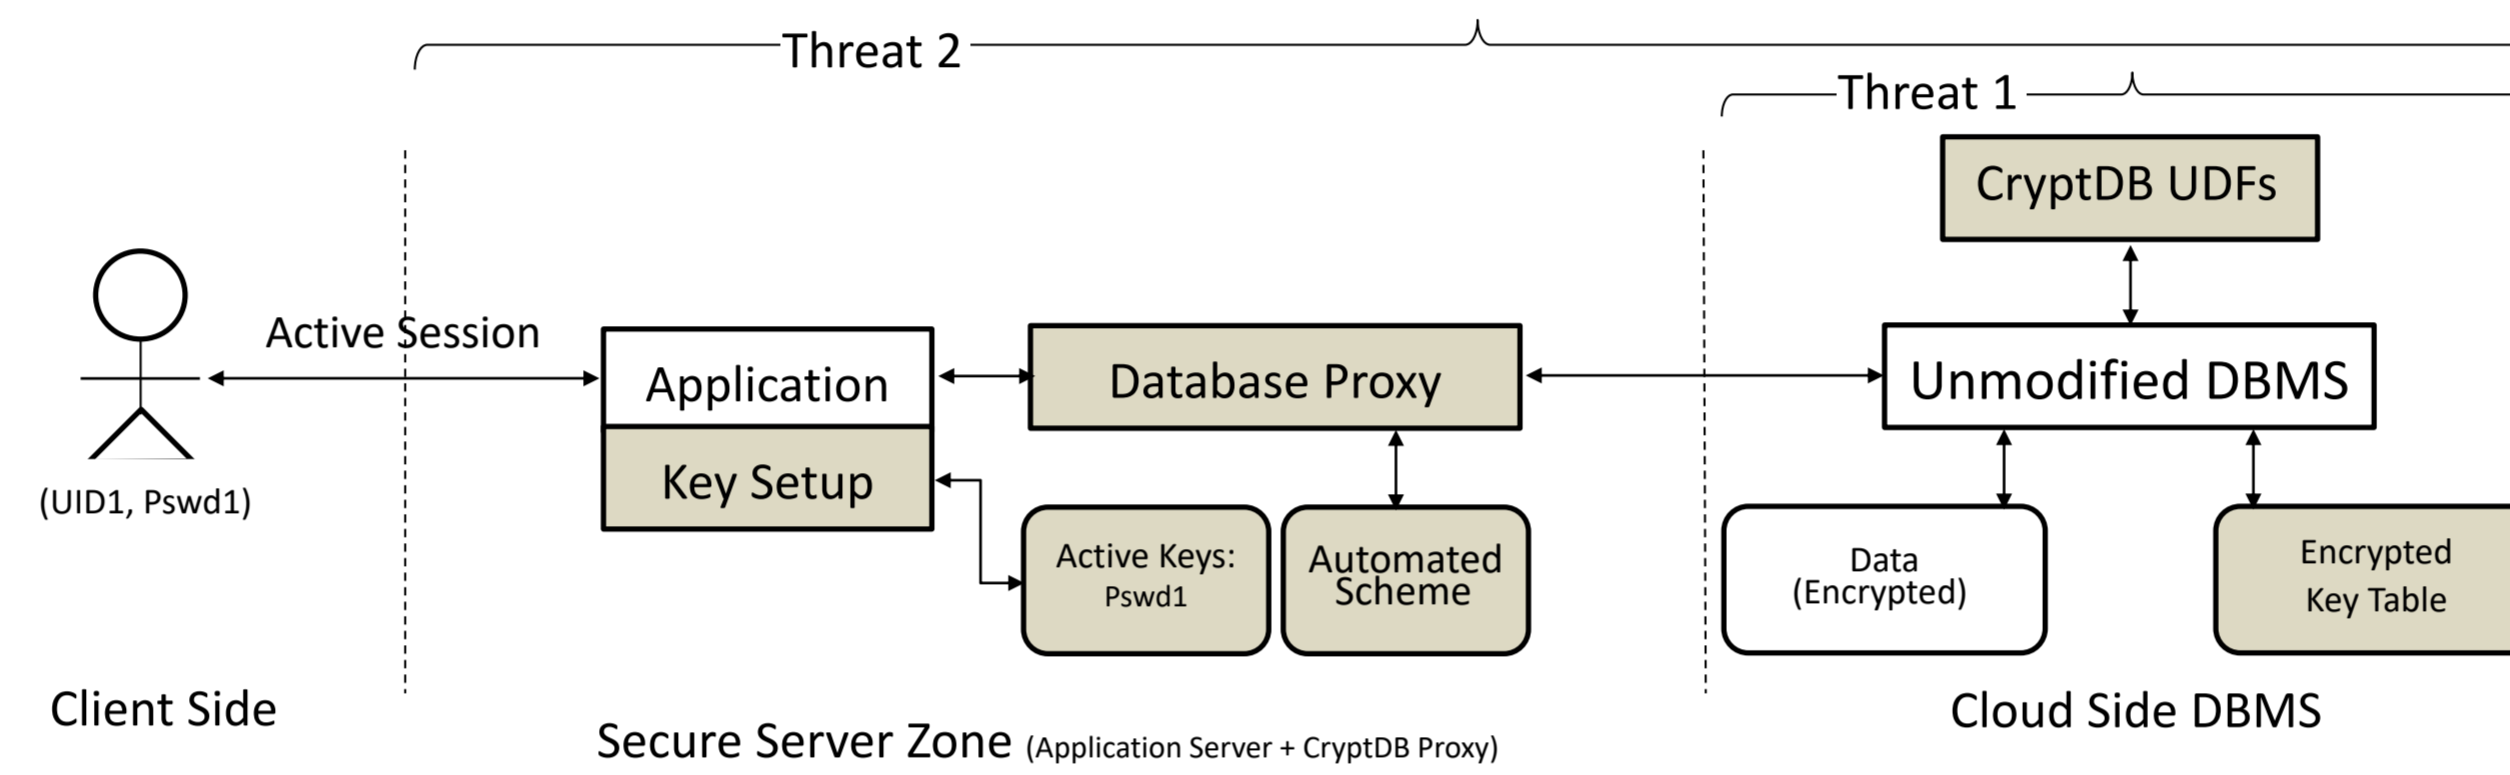 Threat 2
Threat 1
CryptDB UDFs
Active Session
Application
Database Proxy
Unmodified DBMS
Key Setup
(UID1, Pswd1)
Active Keys:
Pswd1
Automated
Scheme
Data
(Encrypted)
Encrypted
Key Table
Client Side
Secure Server Zone (Application Server + CryptDB Proxy)
Cloud Side DBMS